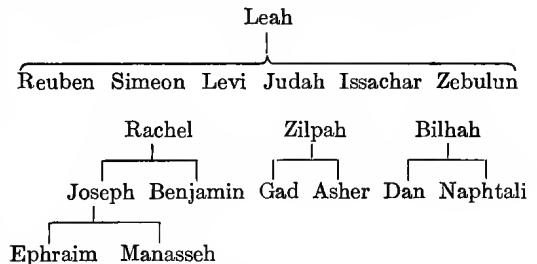 Leah
Reuben Simeon Levi Judah Issachar Zebulun
Rachel Zilpah Bilhah
Joseph Benjamin Gad Asher Dan Naphtali
Ephraim Manasseh